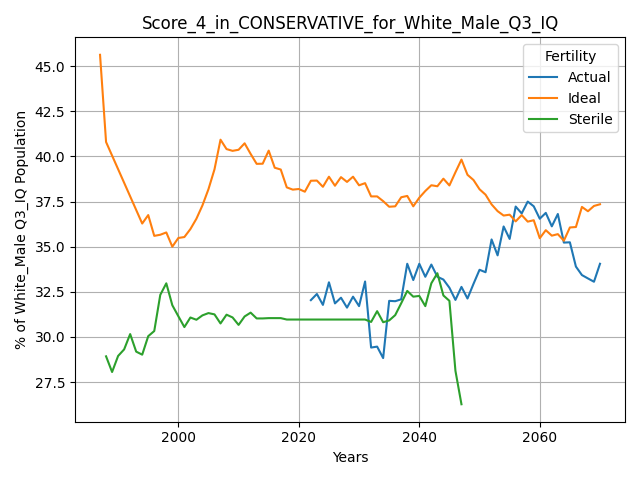 Score_4_in_CONSERVATIVE_for_White_Male_Q3_IQ
Fertility
Actual
Ideal
Sterile
% of White_Male Q3_IQ Population
45.0
42.5
40.0
37.5
35.0
32.5
30.0
27.5
2000
2020
2040
2060
Years